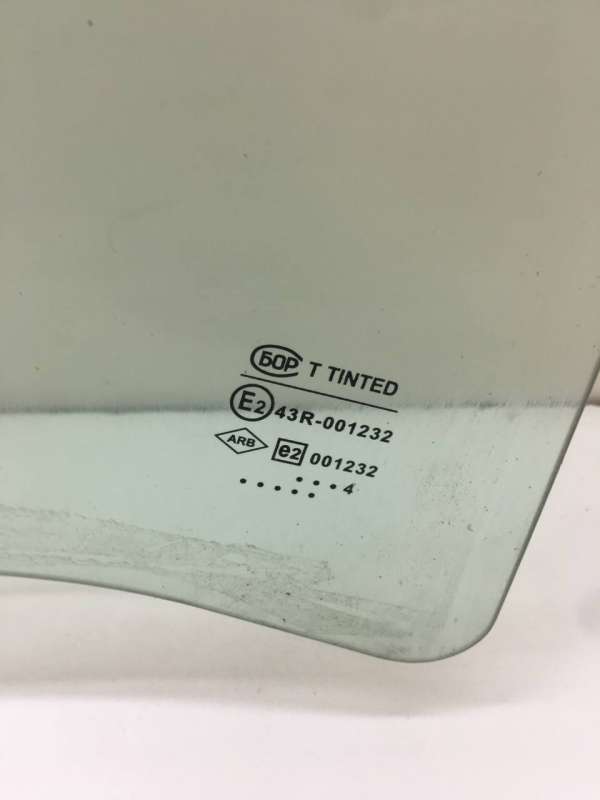 БОР T TINTED
E2 43R-001232
ARB e2 001232
4